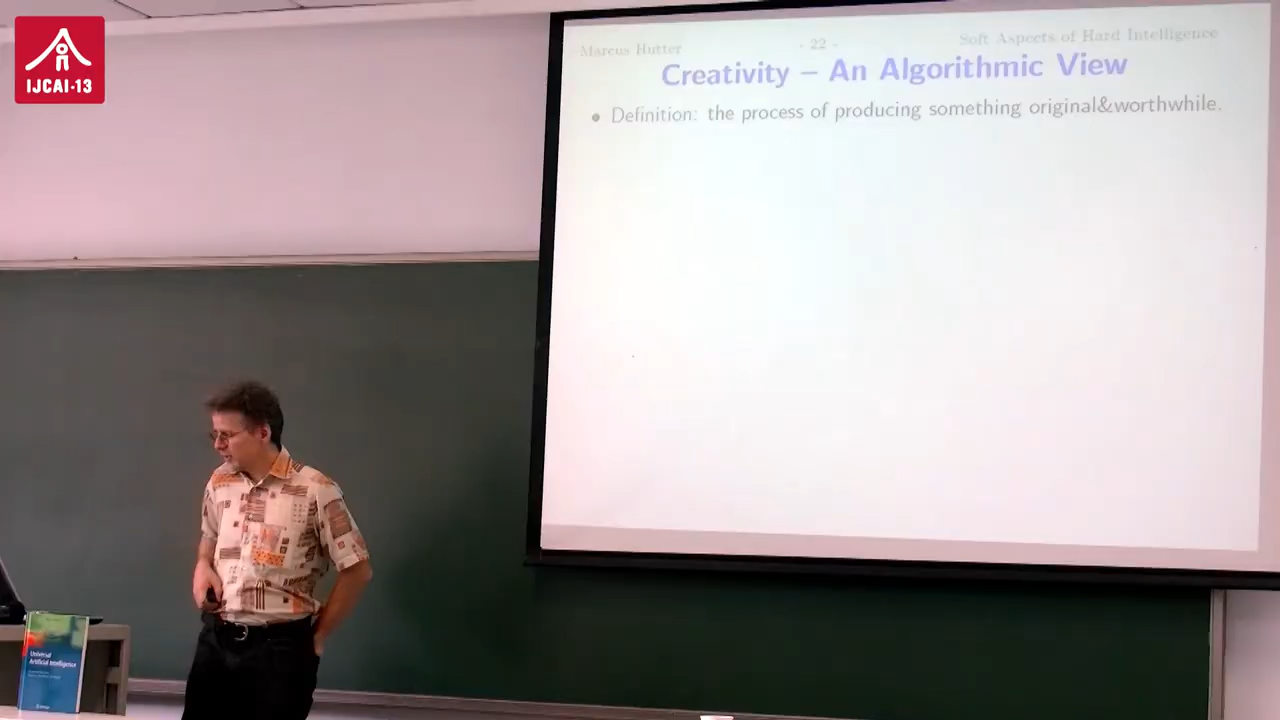 IJCAI-13
Marcus Hutter - 22 - Soft Aspects of Hard Intelligence
Creativity – An Algorithmic View
• Definition: the process of producing something original&worthwhile.
Universal
Artificial Intelligence